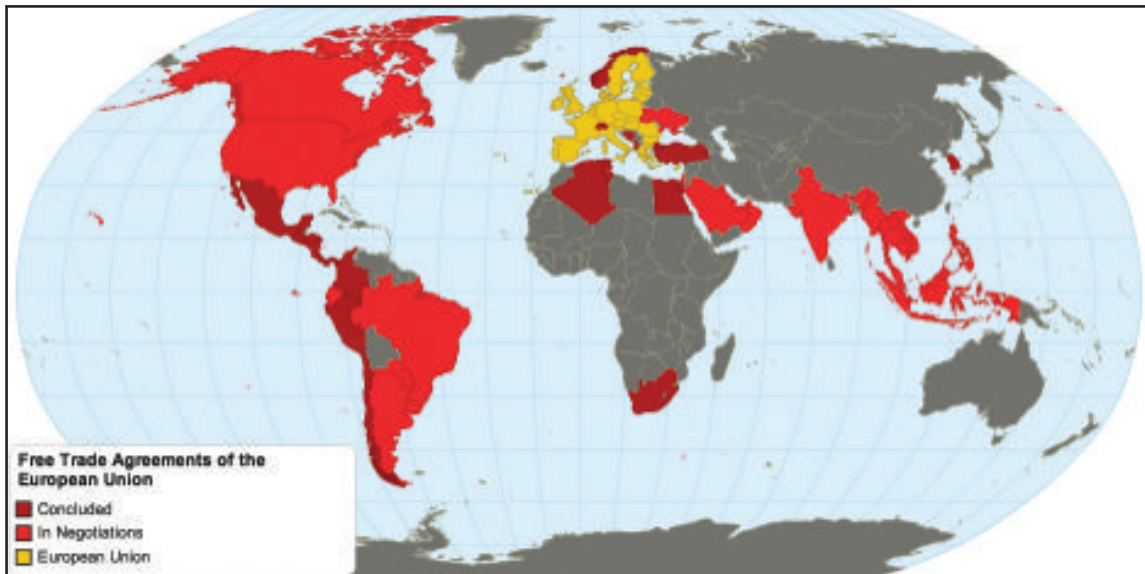 Free Trade Agreements of the
European Union
Concluded
In Negotiations
European Union